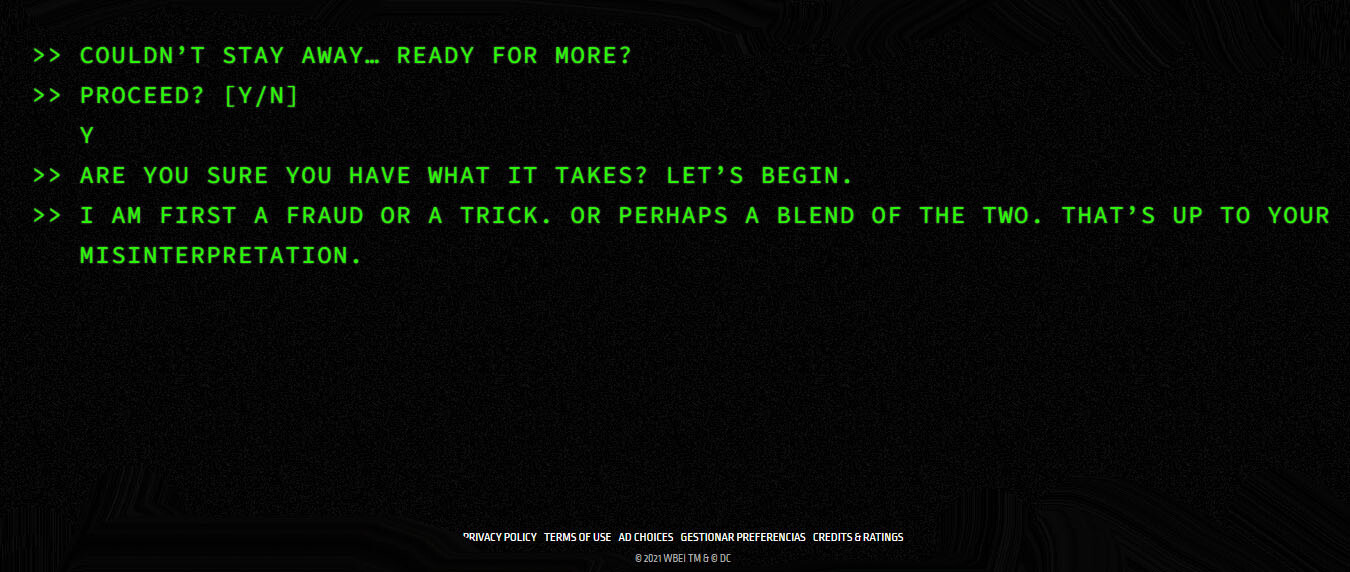 >> COULDN’T STAY AWAY… READY FOR MORE?
>> PROCEED? [Y/N]
Y
>> ARE YOU SURE YOU HAVE WHAT IT TAKES? LET’S BEGIN.
>> I AM FIRST A FRAUD OR A TRICK. OR PERHAPS A BLEND OF THE TWO. THAT’S UP TO YOUR
MISINTERPRETATION.
PRIVACY POLICY TERMS OF USE AD CHOICES GESTIONAR PREFERENCIAS CREDITS & RATINGS
© 2021 WBEI TM & © DC